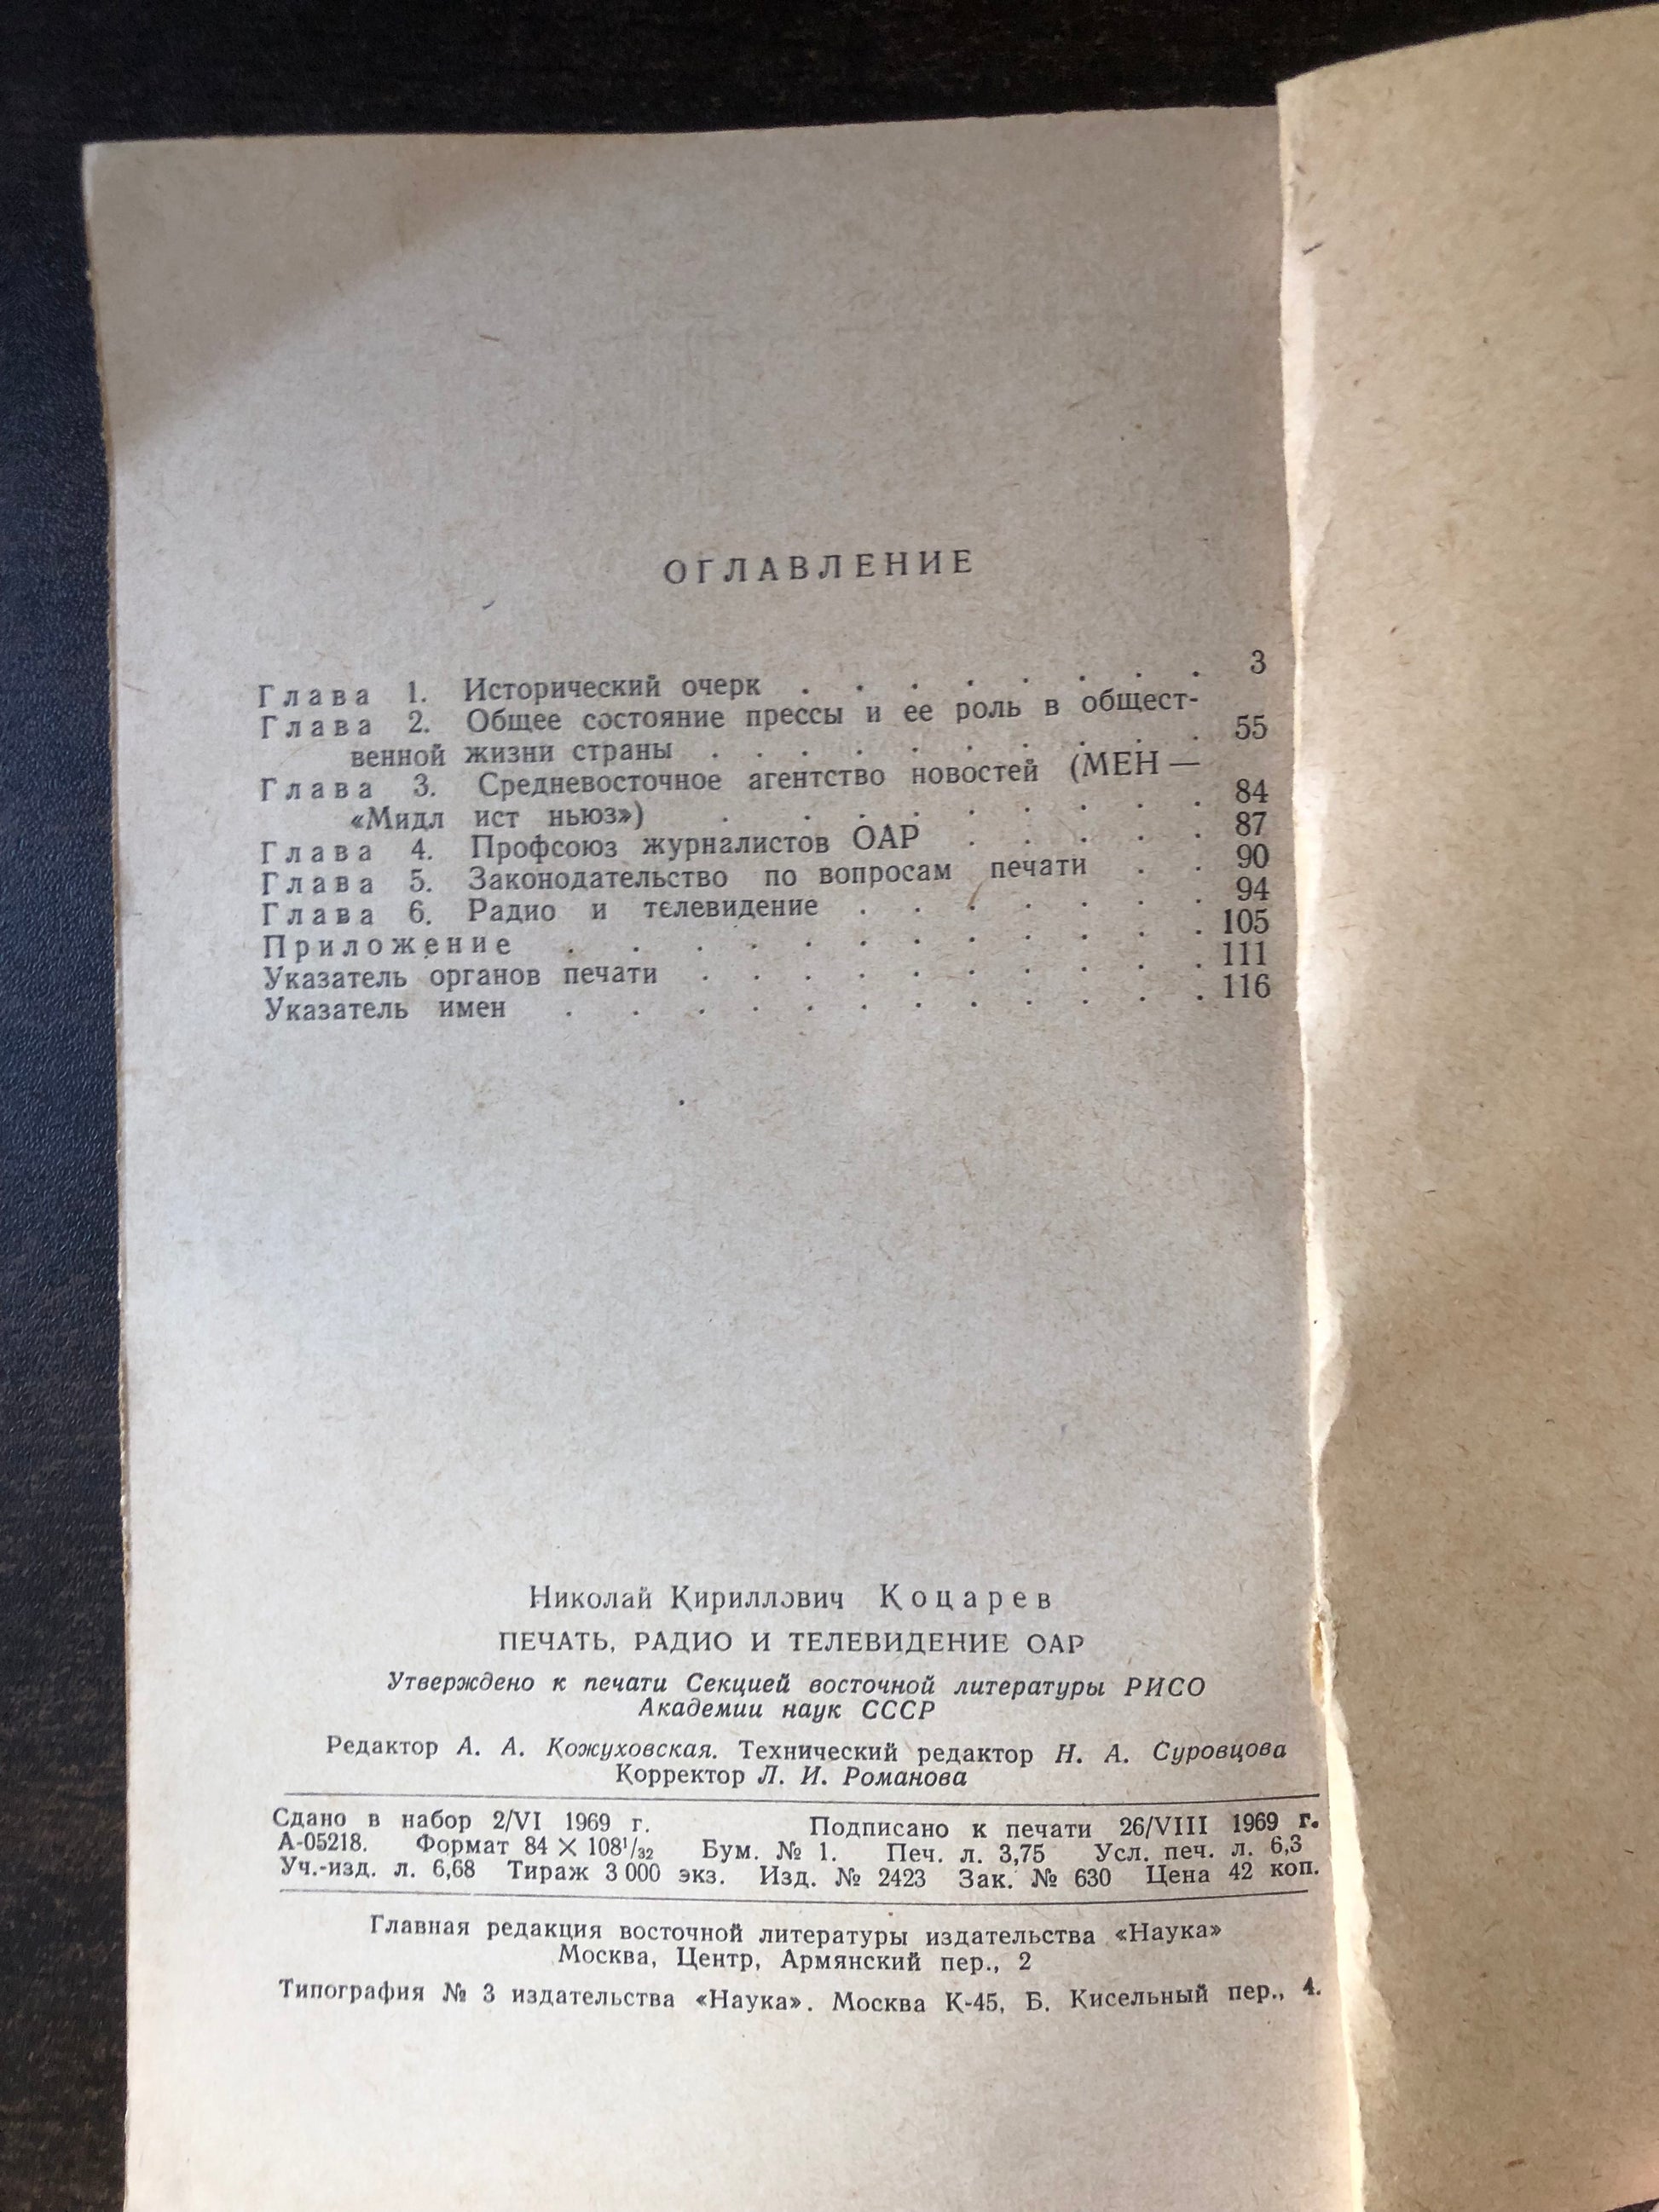 ОГЛАВЛЕНИЕ
Глава 1. Исторический очерк . . . . . . . . 3
Глава 2. Общее состояние прессы и ее роль в общест-
венной жизни страны . . . . . . . . . . 55
Глава 3. Средневосточное агентство новостей (МЕН —
«Мидл ист ньюз») . . . . . . . . . 84
Глава 4. Профсоюз журналистов ОАР . . . . . 87
Глава 5. Законодательство по вопросам печати . . 90
Глава 6. Радио и телевидение . . . . . . . 94
Приложение . . . . . . . . . . . 105
Указатель органов печати . . . . . . . . . . 111
Указатель имен . . . . . . . . . . . 116
Николай Кириллович Коцарев
ПЕЧАТЬ, РАДИО И ТЕЛЕВИДЕНИЕ ОАР
Утверждено к печати Секцией восточной литературы РИСО
Академии наук СССР
Редактор А. А. Кожуховская. Технический редактор Н. А. Суровцова
Корректор Л. И. Романова
Сдано в набор 2/VI 1969 г. Подписано к печати 26/VIII 1969 г.
А-05218. Формат 84 × 108¹/₃₂ Бум. № 1. Печ. л. 3,75 Усл. печ. л. 6,3
Уч.-изд. л. 6,68 Тираж 3 000 экз. Изд. № 2423 Зак. № 630 Цена 42 коп.
Главная редакция восточной литературы издательства «Наука»
Москва, Центр, Армянский пер., 2
Типография № 3 издательства «Наука». Москва К-45, Б. Кисельный пер., 4.